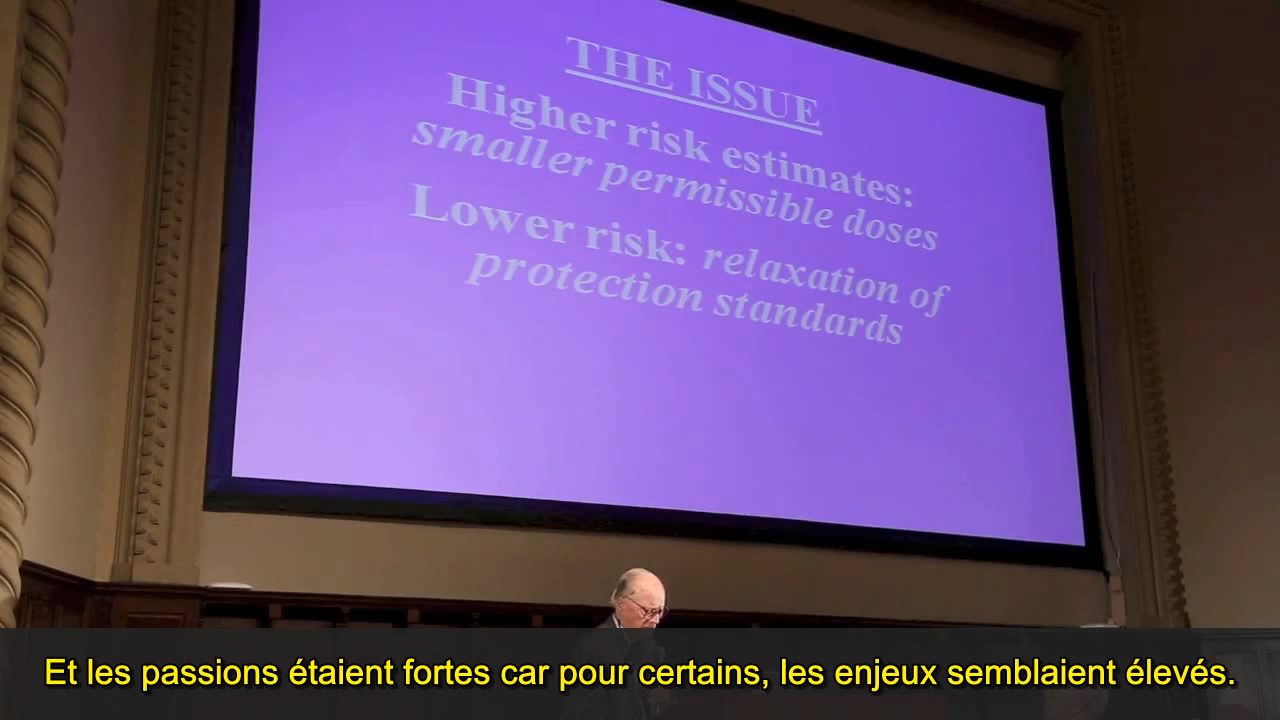 THE ISSUE
Higher risk estimates:
smaller permissible doses
Lower risk: relaxation of
protection standards
Et les passions étaient fortes car pour certains, les enjeux semblaient élevés.